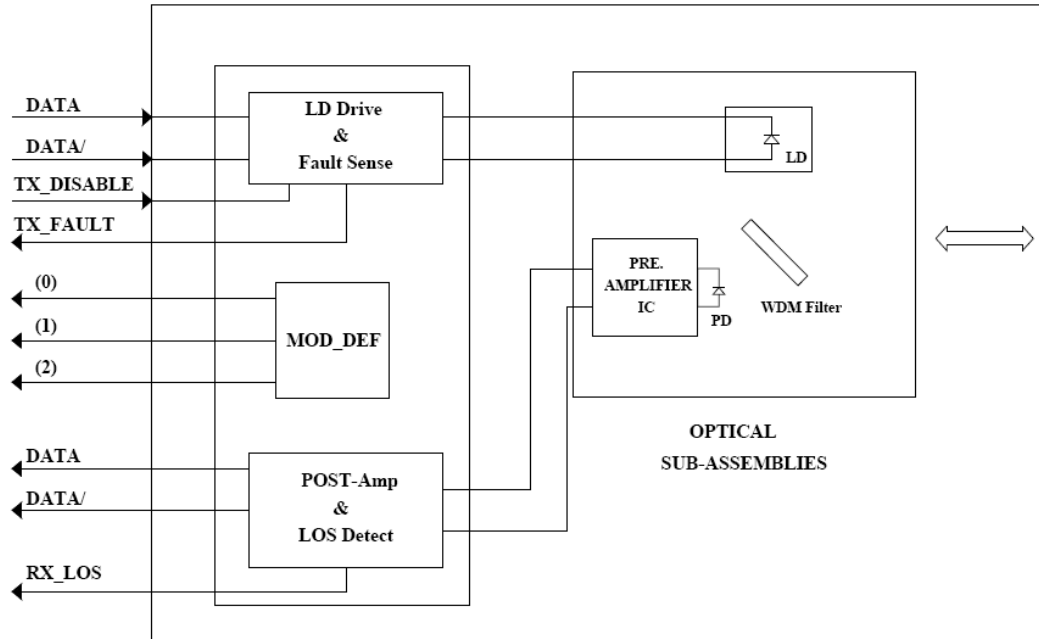 DATA
DATA/
TX_DISABLE
TX_FAULT
LD Drive
&
Fault Sense
LD
(0)
(1)
(2)
MOD_DEF
PRE.
AMPLIFIER
IC
PD
WDM Filter
OPTICAL
SUB-ASSEMBLIES
DATA
DATA/
RX_LOS
POST-Amp
&
LOS Detect